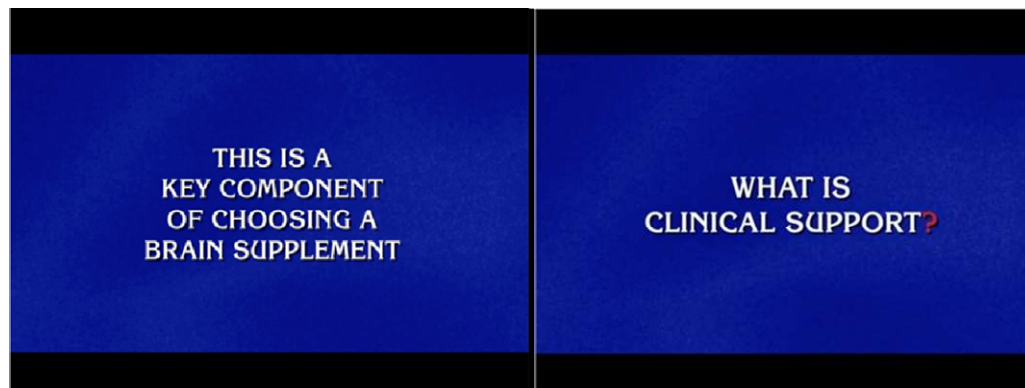 THIS IS A
KEY COMPONENT
OF CHOOSING A
BRAIN SUPPLEMENT
WHAT IS
CLINICAL SUPPORT?